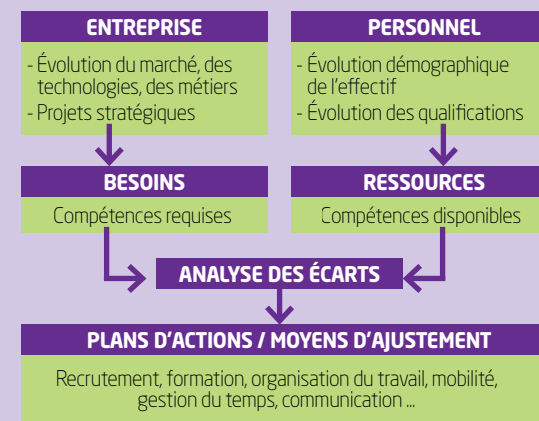 ENTREPRISE
- Évolution du marché, des
technologies, des métiers
- Projets stratégiques
PERSONNEL
- Évolution démographique
de l'effectif
- Évolution des qualifications
BESOINS
Compétences requises
RESSOURCES
Compétences disponibles
ANALYSE DES ÉCARTS
PLANS D'ACTIONS / MOYENS D'AJUSTEMENT
Recrutement, formation, organisation du travail, mobilité,
gestion du temps, communication ...